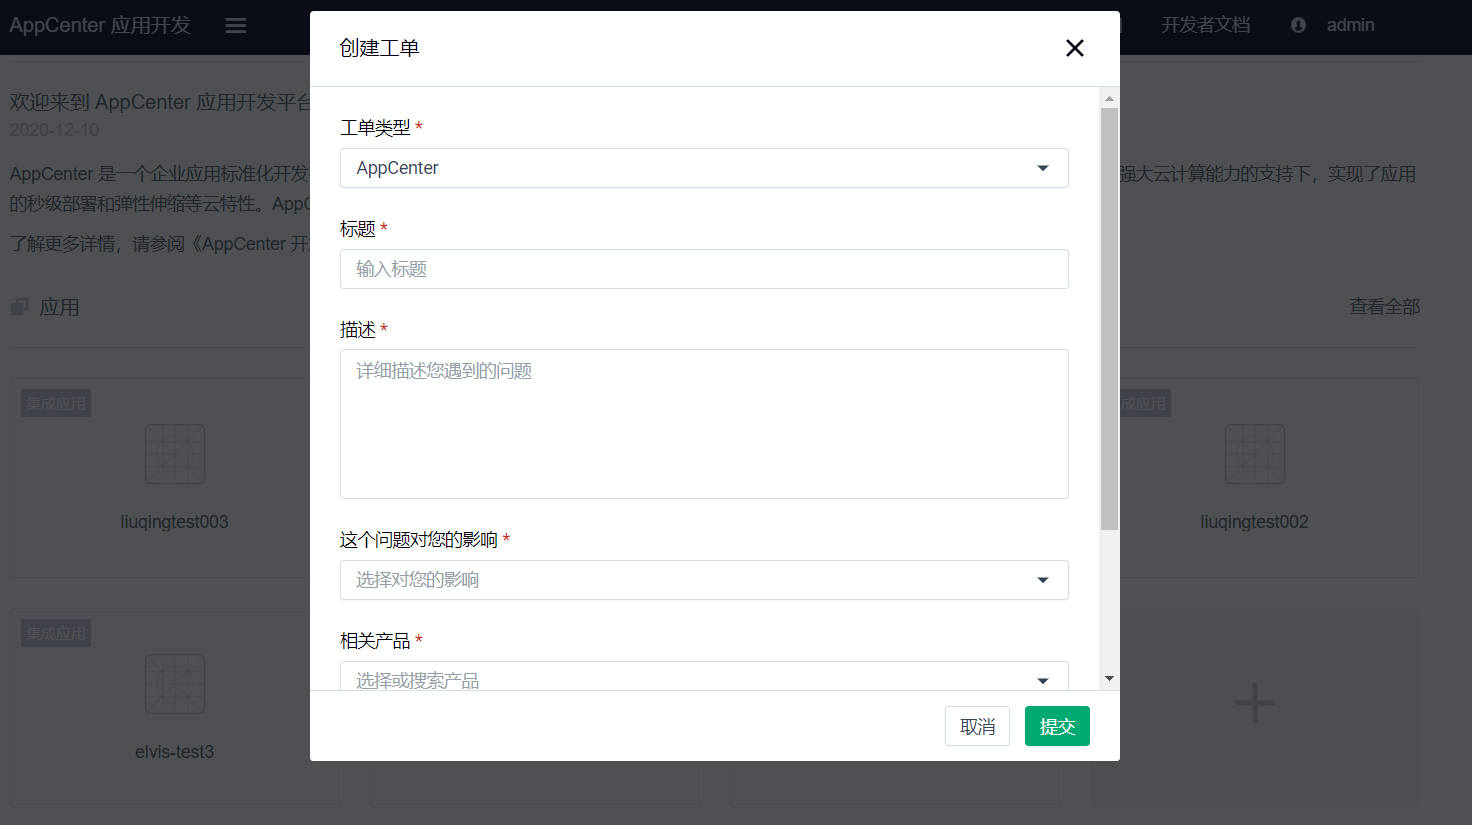 AppCenter 应用开发
开发者文档
admin
欢迎来到 AppCenter 应用开发平台
2020-12-10
AppCenter 是一个企业应用标准化开发
强大云计算能力的支持下，实现了应用
的秒级部署和弹性伸缩等云特性。AppC
了解更多详情，请参阅《AppCenter 开
应用
查看全部
集成应用
liuqingtest003
成应用
liuqingtest002
集成应用
elvis-test3
创建工单
工单类型 *
AppCenter
标题 *
输入标题
描述 *
详细描述您遇到的问题
这个问题对您的影响 *
选择对您的影响
相关产品 *
选择或搜索产品
取消
提交